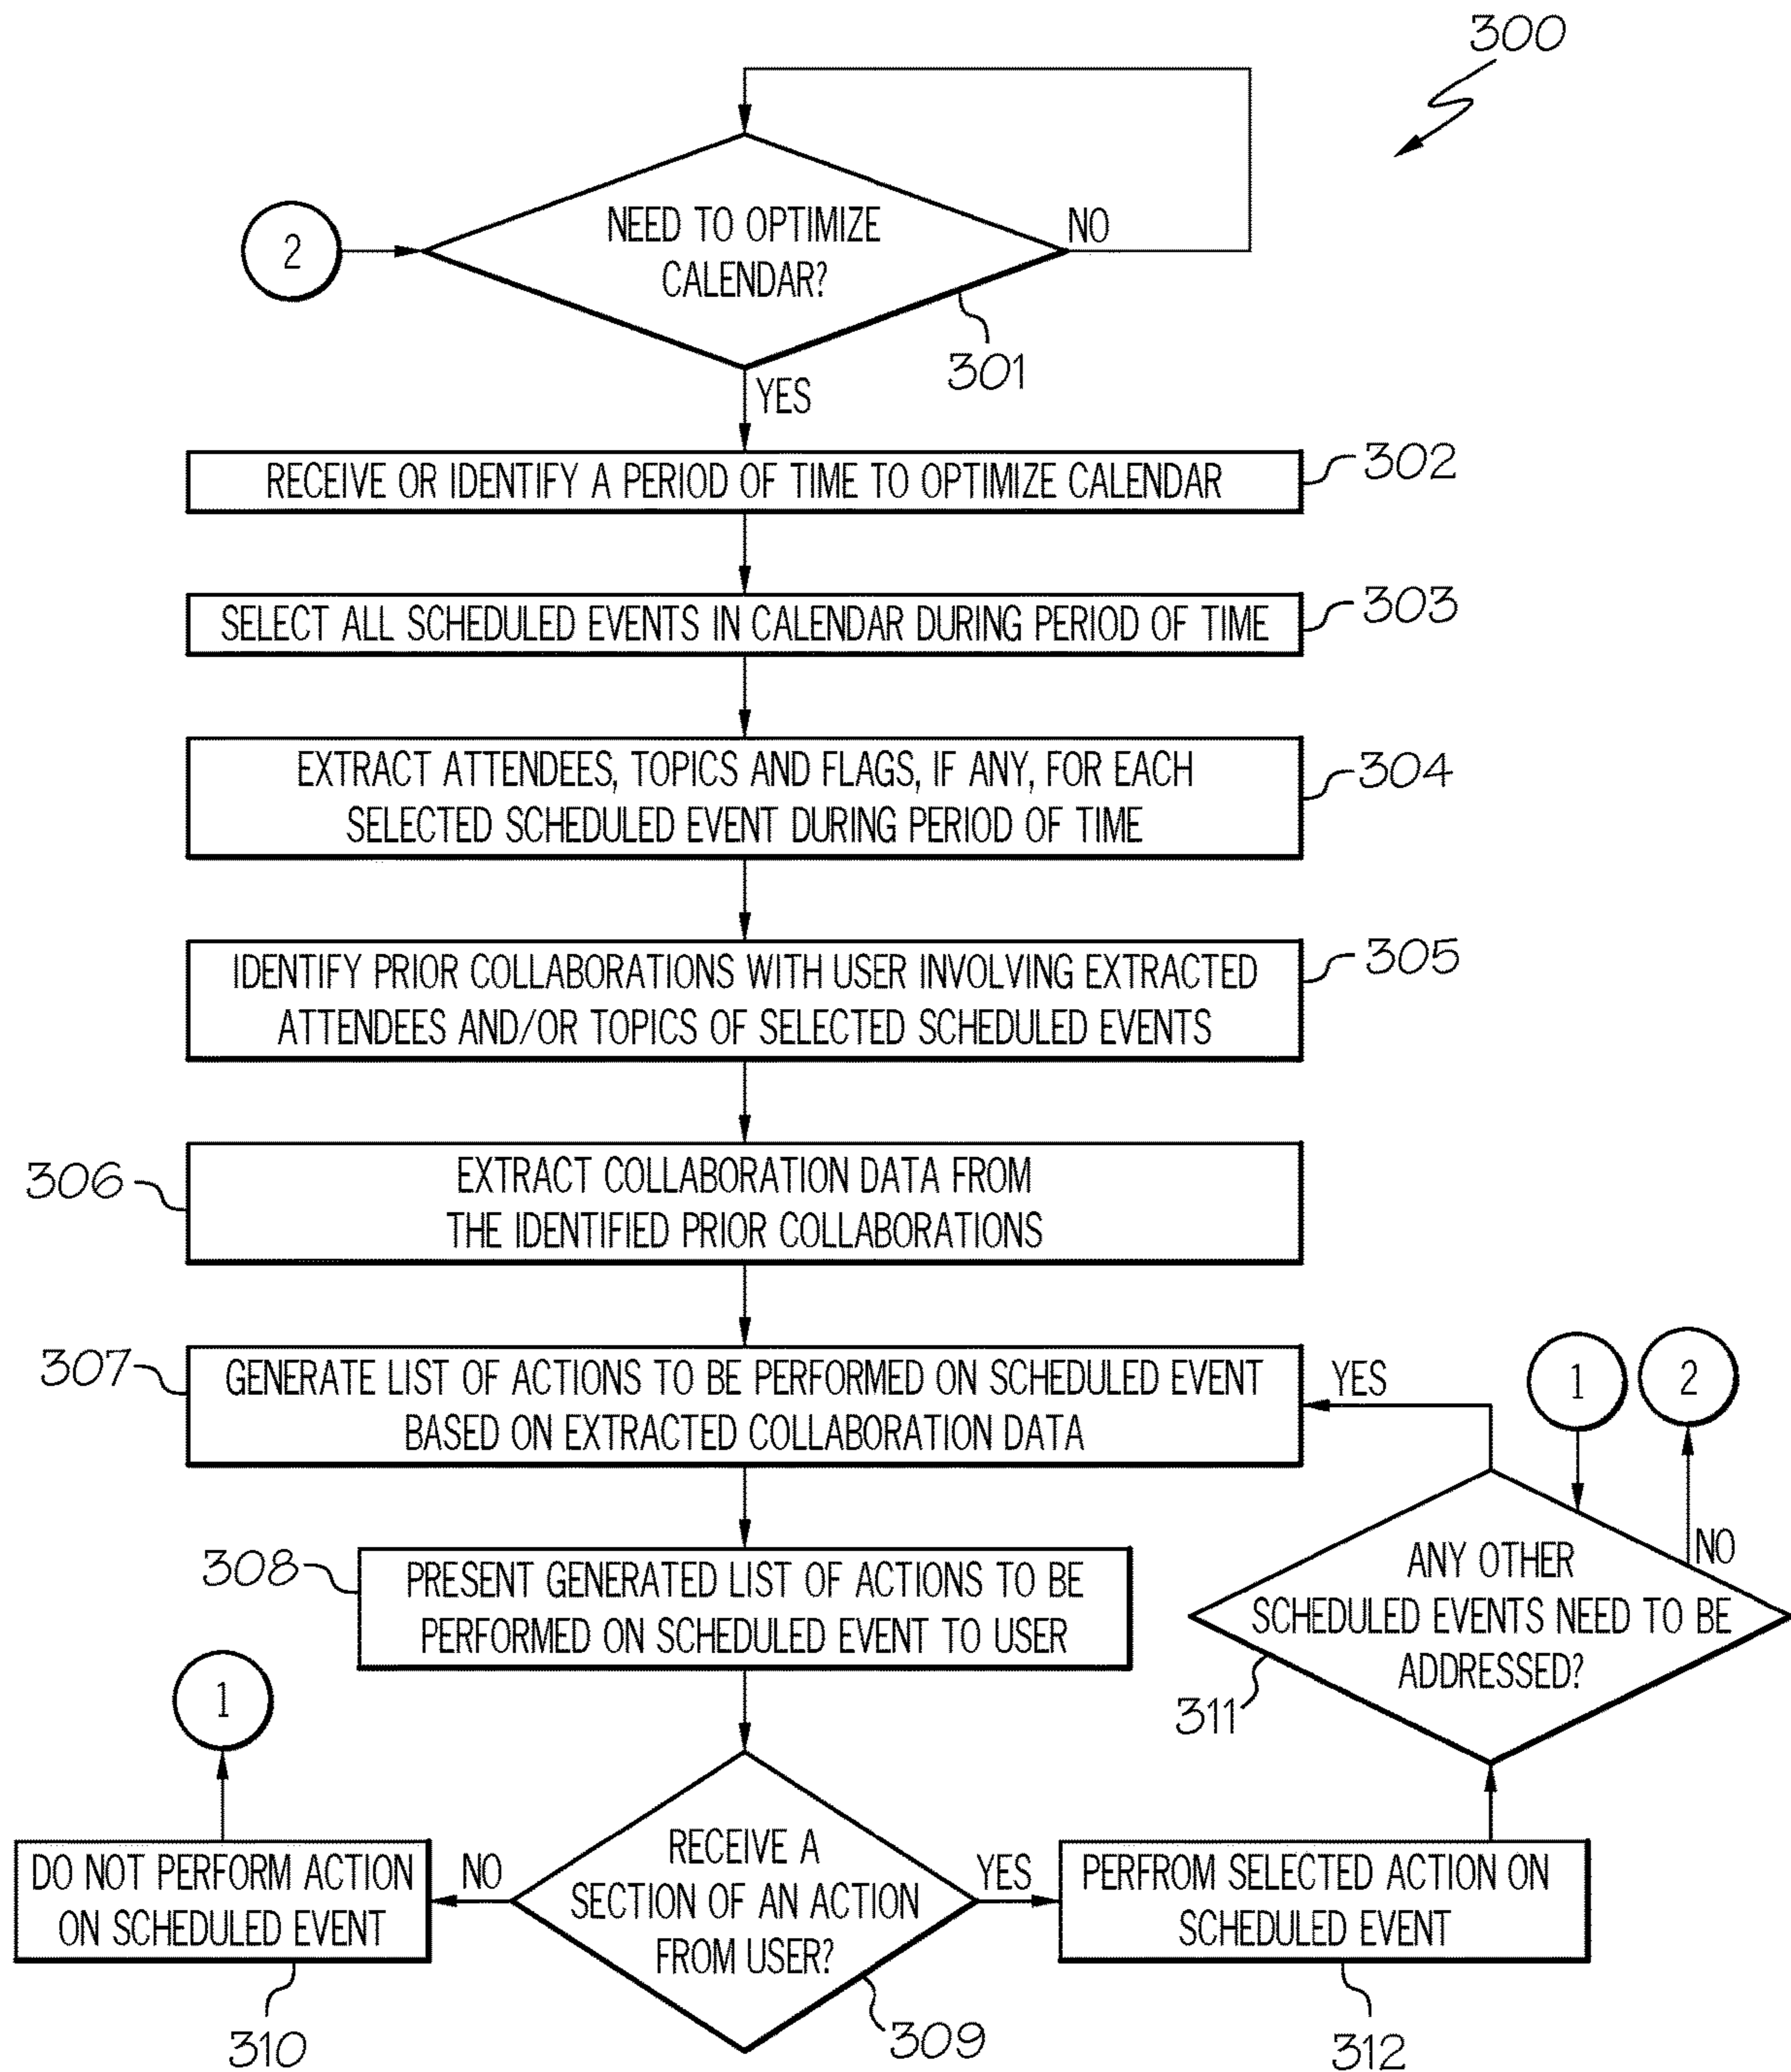 300
NEED TO OPTIMIZE
CALENDAR?
NO
2
301
YES
RECEIVE OR IDENTIFY A PERIOD OF TIME TO OPTIMIZE CALENDAR
302
SELECT ALL SCHEDULED EVENTS IN CALENDAR DURING PERIOD OF TIME
303
EXTRACT ATTENDEES, TOPICS AND FLAGS, IF ANY, FOR EACH
SELECTED SCHEDULED EVENT DURING PERIOD OF TIME
304
IDENTIFY PRIOR COLLABORATIONS WITH USER INVOLVING EXTRACTED
ATTENDEES AND/OR TOPICS OF SELECTED SCHEDULED EVENTS
305
306
EXTRACT COLLABORATION DATA FROM
THE IDENTIFIED PRIOR COLLABORATIONS
307
GENERATE LIST OF ACTIONS TO BE PERFORMED ON SCHEDULED EVENT
BASED ON EXTRACTED COLLABORATION DATA
YES
1
2
308
PRESENT GENERATED LIST OF ACTIONS TO BE
PERFORMED ON SCHEDULED EVENT TO USER
NO
ANY OTHER
SCHEDULED EVENTS NEED TO BE
ADDRESSED?
311
1
DO NOT PERFORM ACTION
ON SCHEDULED EVENT
310
NO
RECEIVE A
SECTION OF AN ACTION
FROM USER?
309
YES
PERFROM SELECTED ACTION ON
SCHEDULED EVENT
312